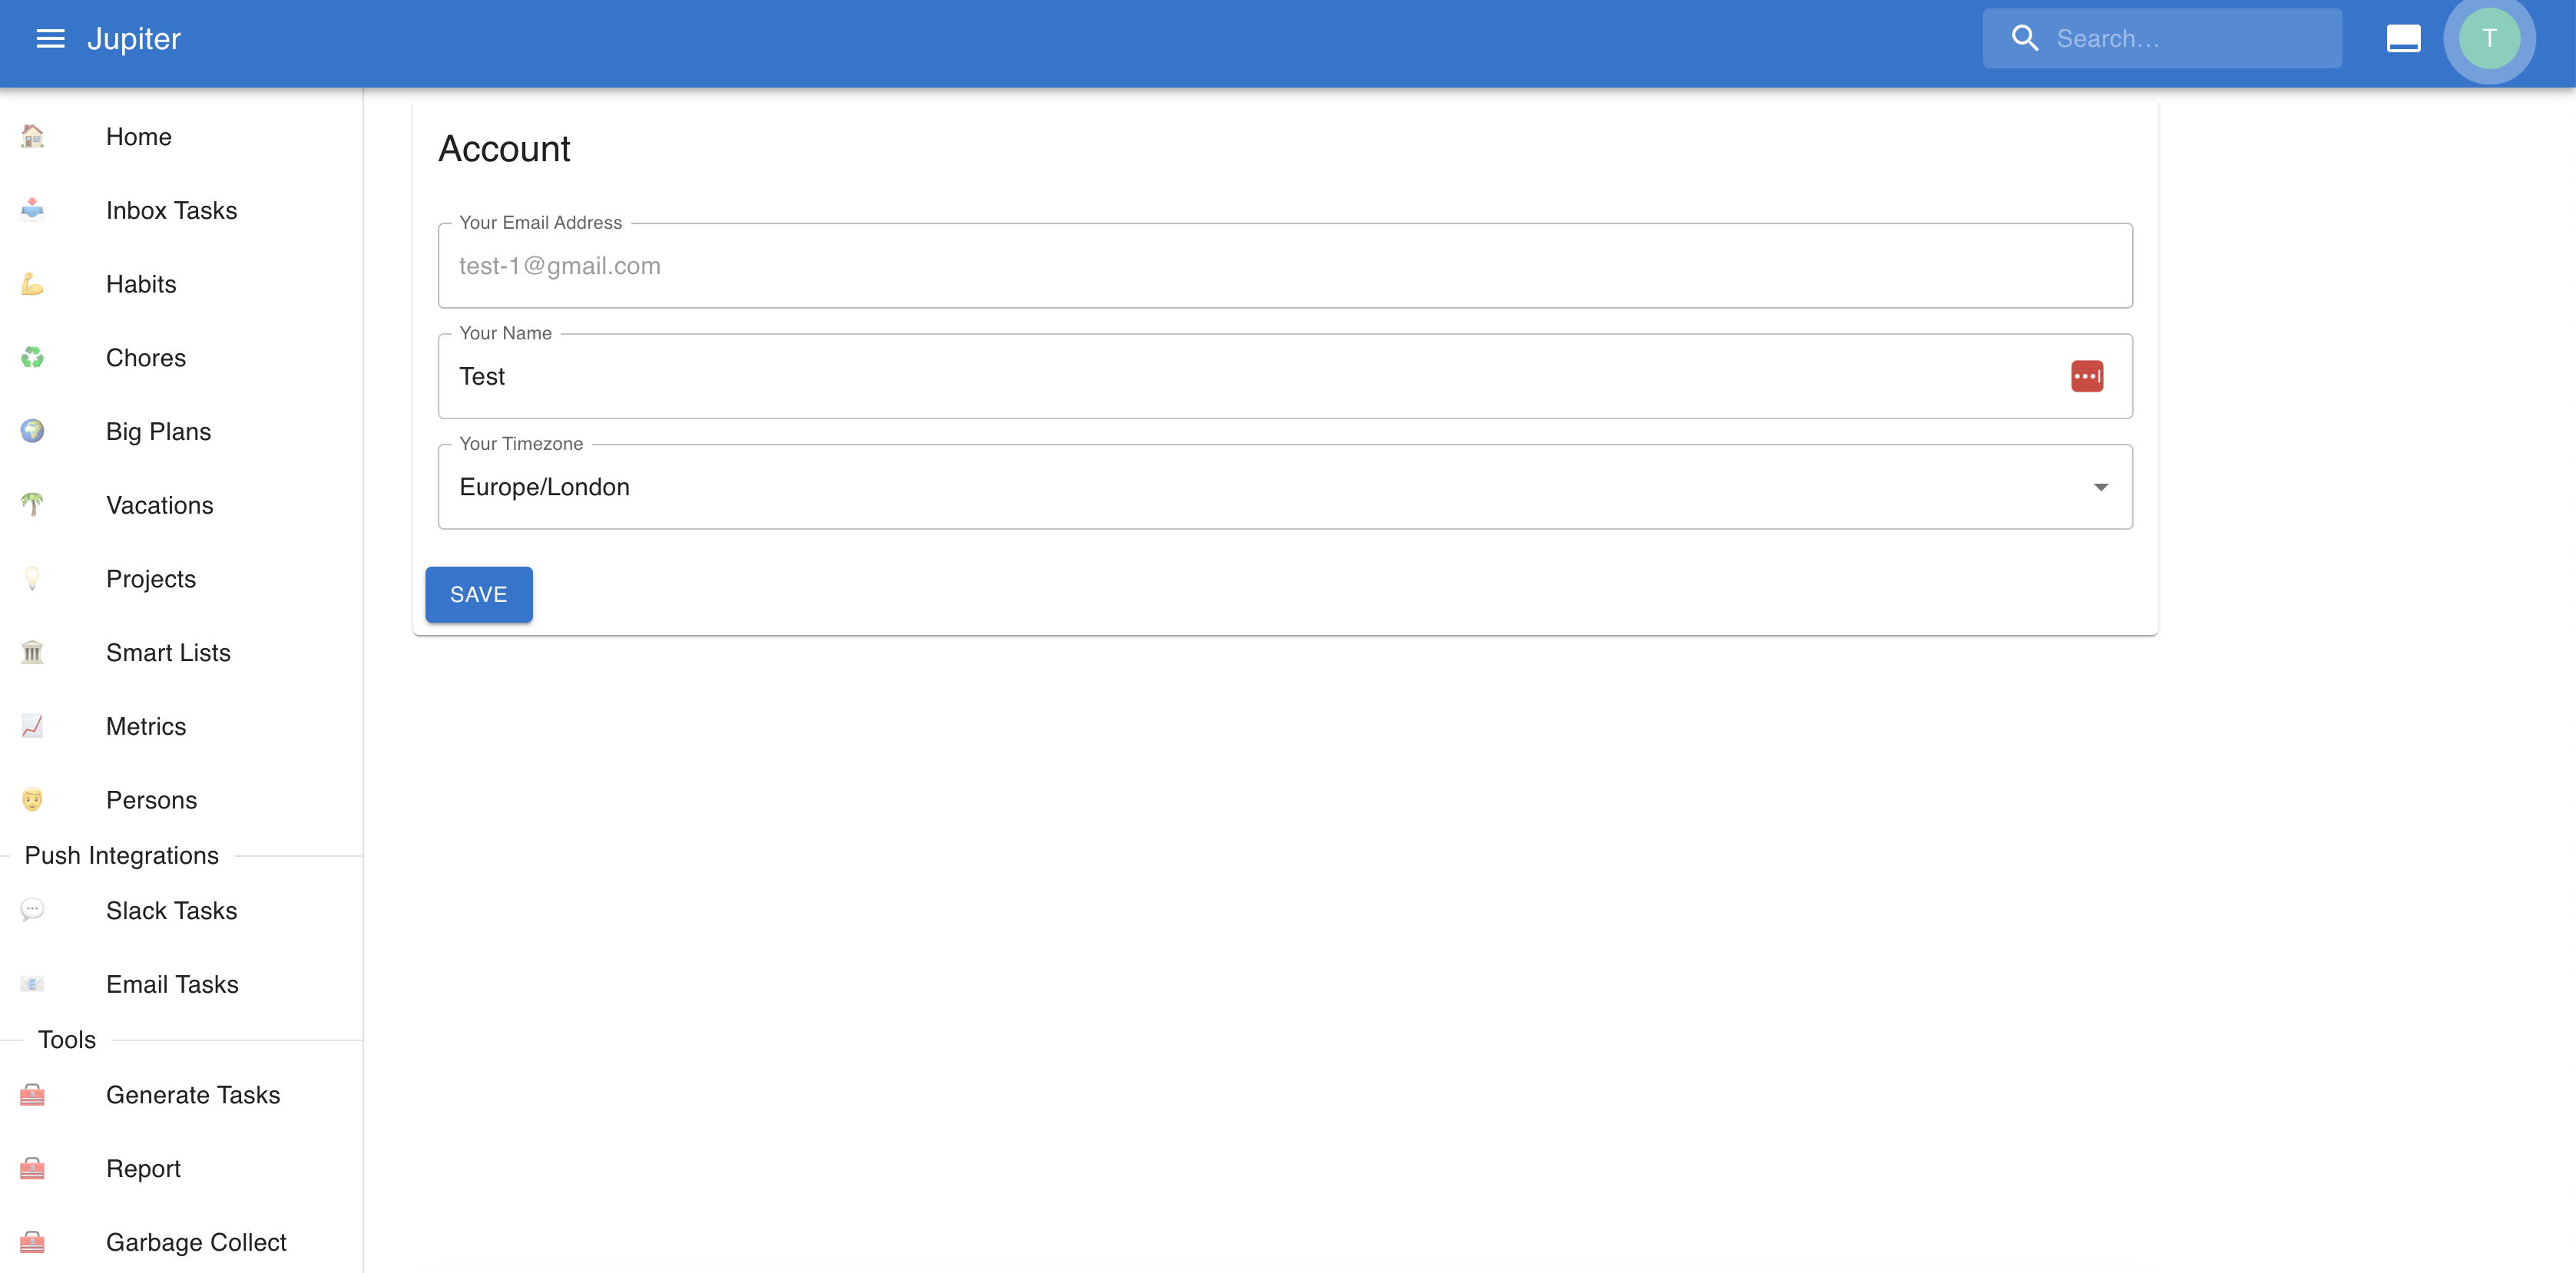 Jupiter
Search...
T
Home
Inbox Tasks
Habits
Chores
Big Plans
Vacations
Projects
Smart Lists
Metrics
Persons
Push Integrations
Slack Tasks
Email Tasks
Tools
Generate Tasks
Report
Garbage Collect
Account
Your Email Address
test-1@gmail.com
Your Name
Test
Your Timezone
Europe/London
SAVE